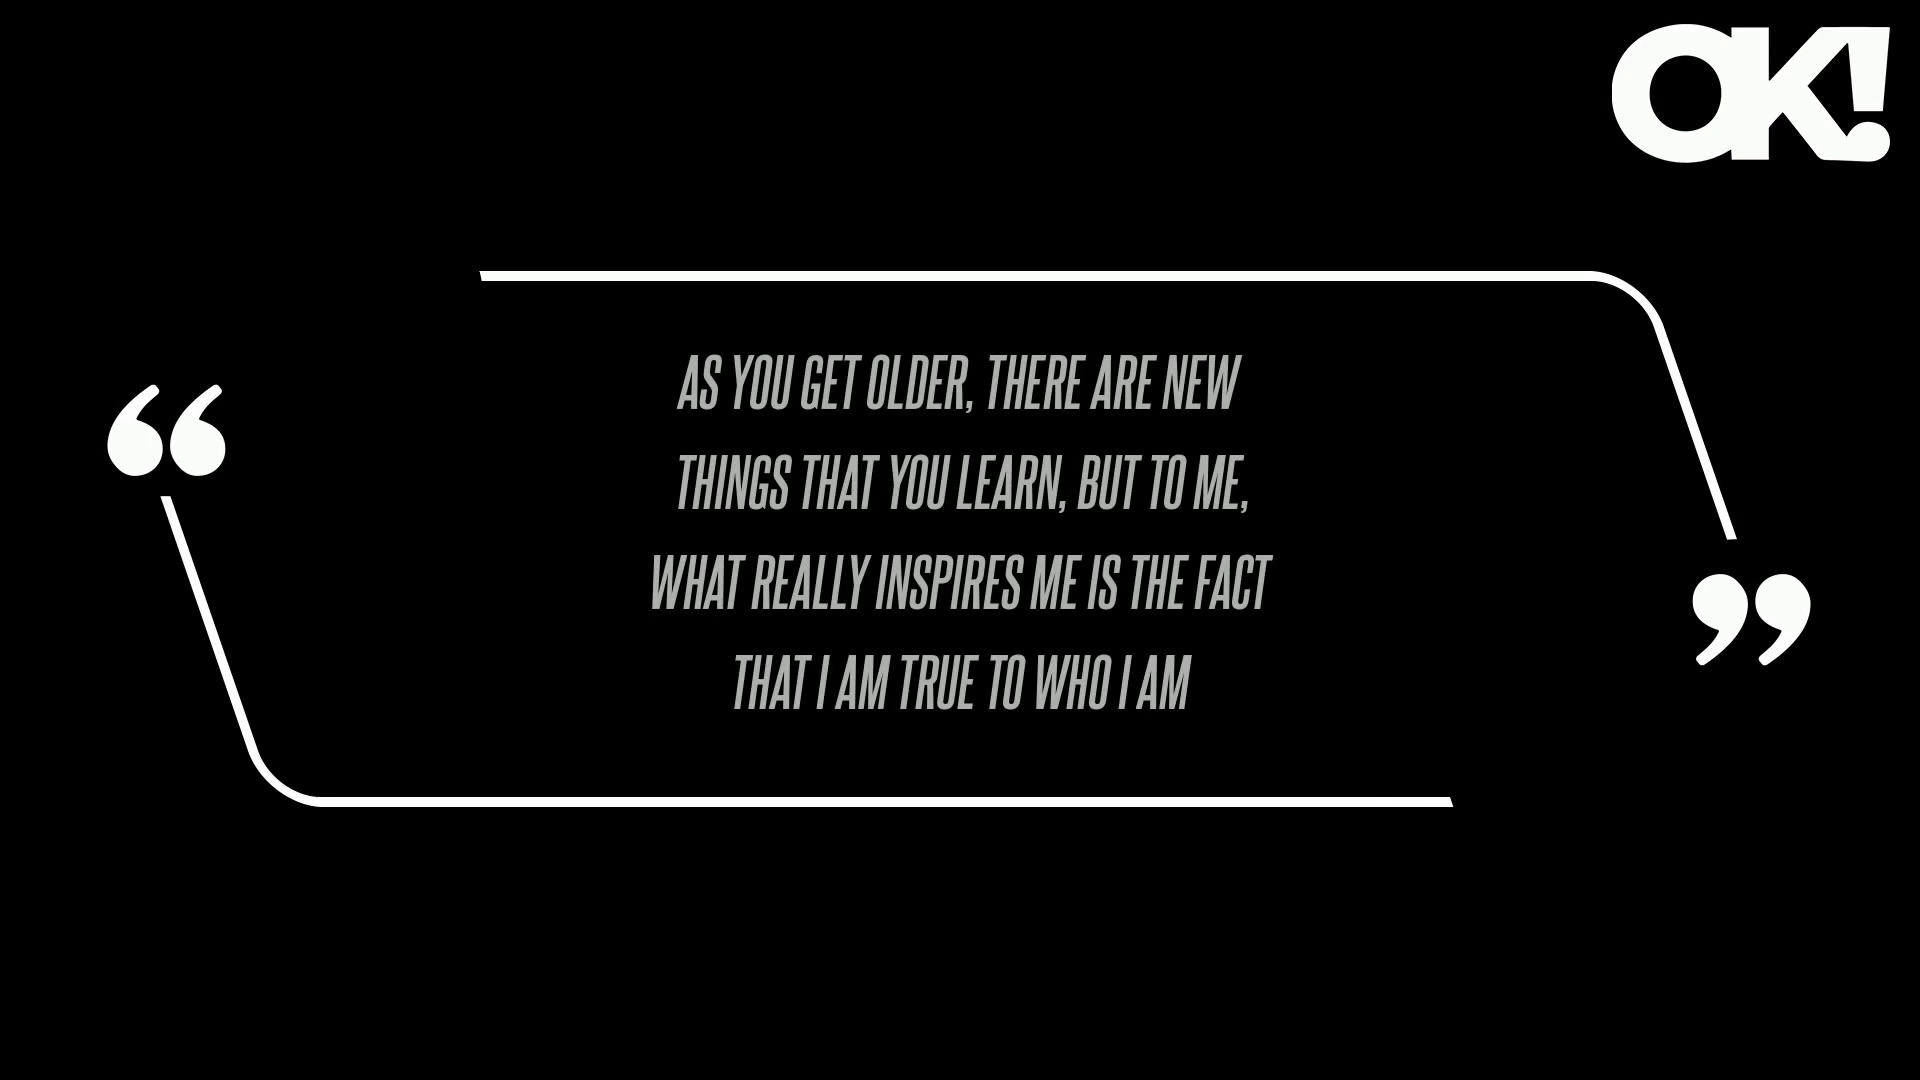 OK!
“
AS YOU GET OLDER, THERE ARE NEW
THINGS THAT YOU LEARN, BUT TO ME,
WHAT REALLY INSPIRES ME IS THE FACT
THAT I AM TRUE TO WHO I AM
”